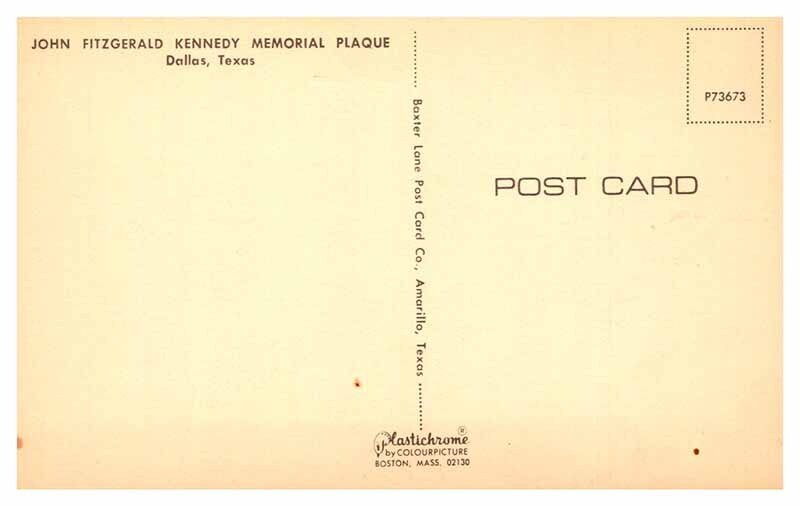 JOHN FITZGERALD KENNEDY MEMORIAL PLAQUE
Dallas, Texas
P73673
POST CARD
Baxter Lane Post Card Co., Amarillo, Texas
Plastichrome ®
by COLOURPICTURE
BOSTON, MASS. 02130